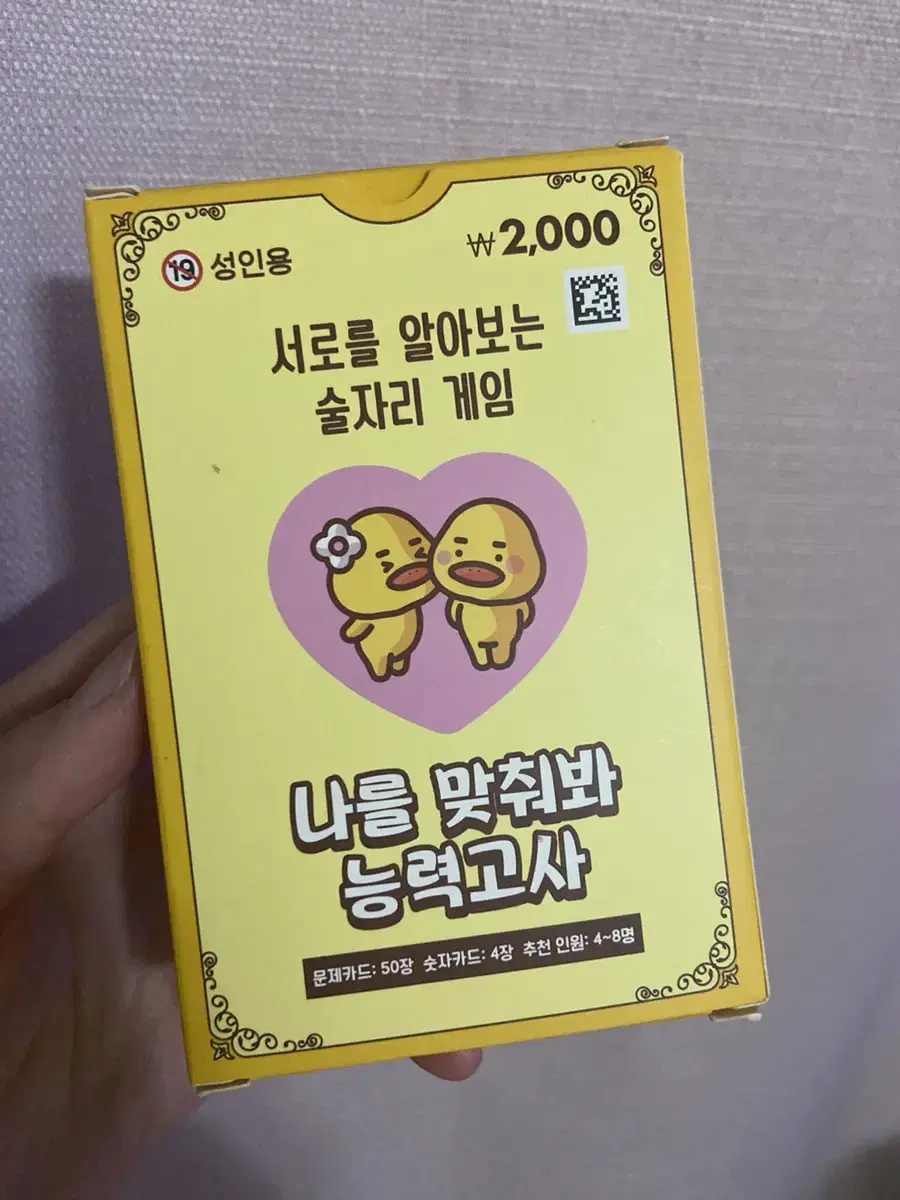 19 성인용
₩2,000
서로를 알아보는
술자리 게임
나를 맞춰봐
능력고사
문제카드: 50장 숫자카드: 4장 추천 인원: 4~8명